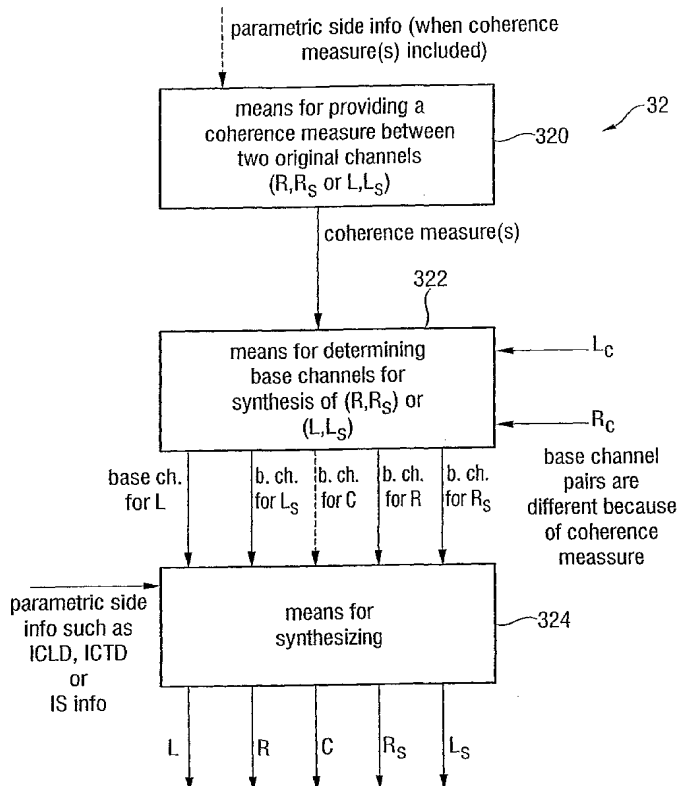 parametric side info (when coherence
measure(s) included)
32
means for providing a
coherence measure between
two original channels
(R,RS or L,LS)
320
coherence measure(s)
322
means for determining
base channels for
synthesis of (R,RS) or
(L,LS)
LC
RC
base channel
pairs are
different because
of coherence
meassure
base ch.
for L
b. ch.
for LS
b. ch.
for C
b. ch.
for R
b. ch.
for RS
parametric side
info such as
ICLD, ICTD
or
IS info
means for
synthesizing
324
L
R
C
RS
LS